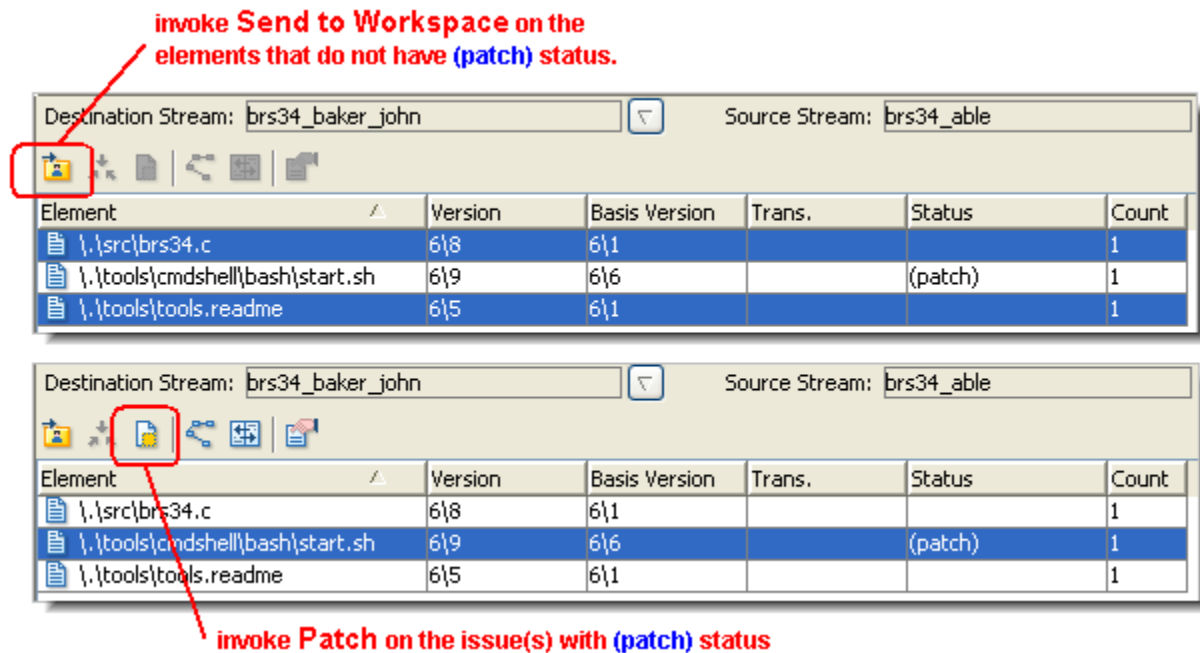 invoke Send to Workspace on the
elements that do not have (patch) status.
Destination Stream: brs34_baker_john Source Stream: brs34_able
Element Version Basis Version Trans. Status Count
\.\src\brs34.c 6\8 6\1 1
\.\tools\cmdshell\bash\start.sh 6\9 6\6 (patch) 1
\.\tools\tools.readme 6\5 6\1 1
Destination Stream: brs34_baker_john Source Stream: brs34_able
Element Version Basis Version Trans. Status Count
\.\src\brs34.c 6\8 6\1 1
\.\tools\cmdshell\bash\start.sh 6\9 6\6 (patch) 1
\.\tools\tools.readme 6\5 6\1 1
invoke Patch on the issue(s) with (patch) status